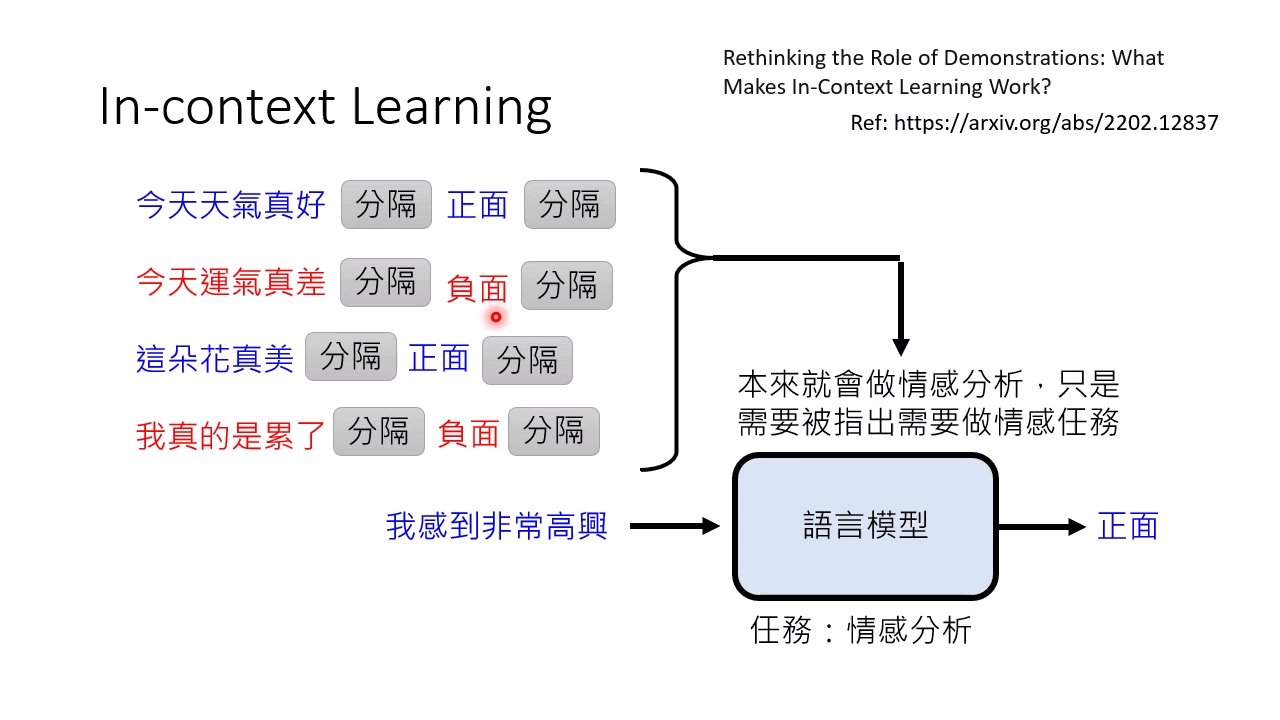 Rethinking the Role of Demonstrations: What
Makes In-Context Learning Work?
Ref: https://arxiv.org/abs/2202.12837
In-context Learning
今天天氣真好 分隔 正面 分隔
今天運氣真差 分隔 負面 分隔
這朵花真美 分隔 正面 分隔
我真的是累了 分隔 負面 分隔
本來就會做情感分析，只是
需要被指出需要做情感任務
我感到非常高興 語言模型 正面
任務：情感分析